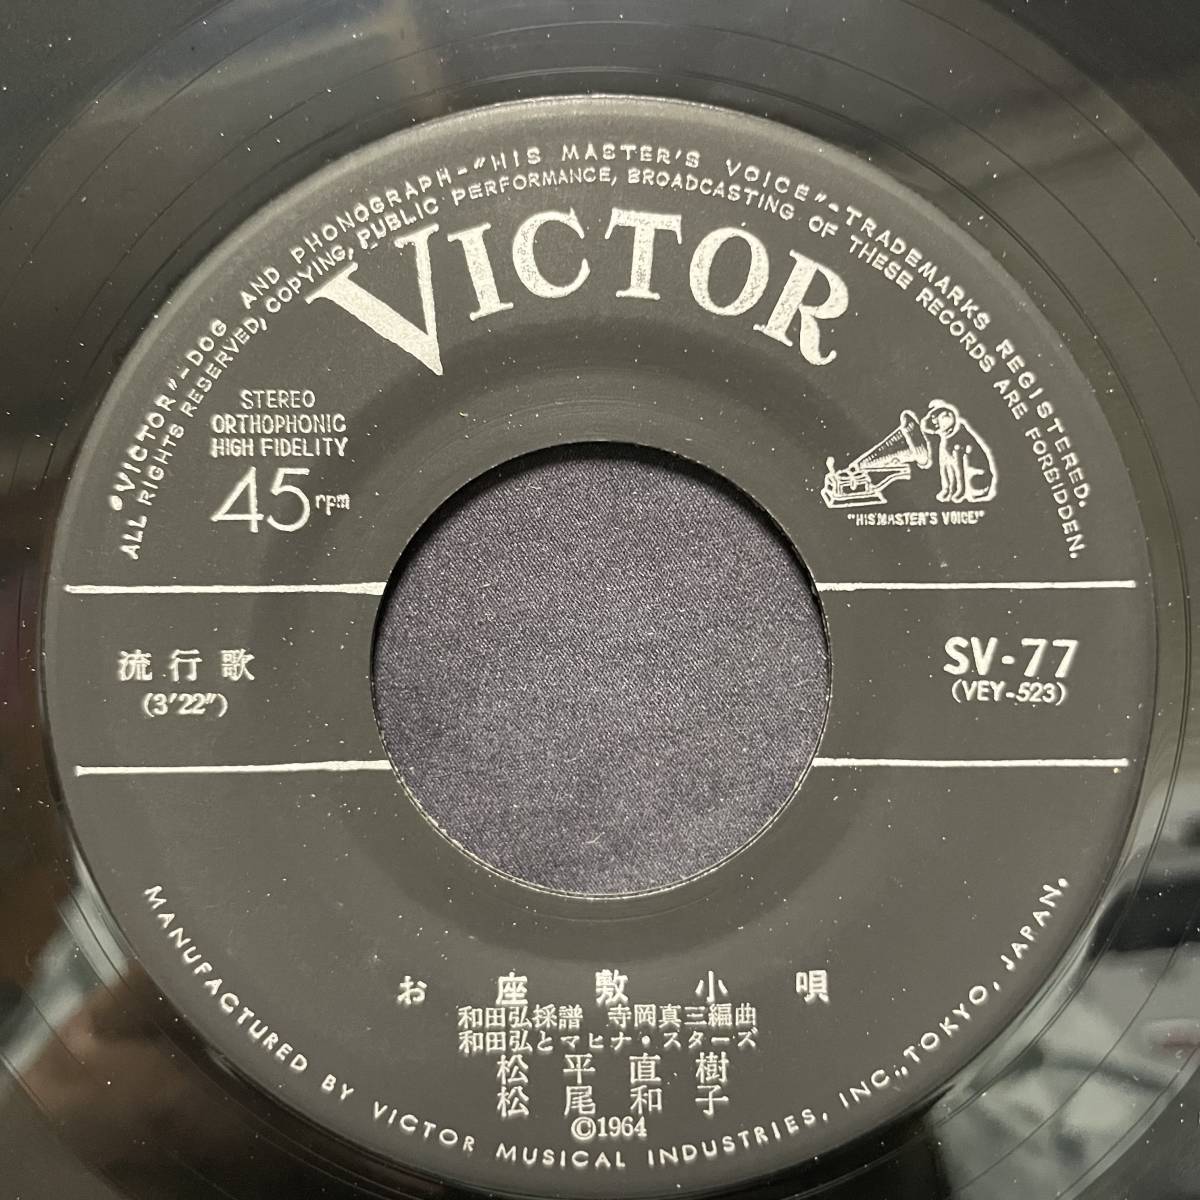 "VICTOR"-DOG AND PHONOGRAPH-"HIS MASTER'S VOICE"-TRADEMARKS REGISTERED.
ALL RIGHTS RESERVED, COPYING, PUBLIC PERFORMANCE, BROADCASTING OF THESE RECORDS ARE FORBIDDEN.
VICTOR
STEREO
ORTHOPHONIC
HIGH FIDELITY
45rpm
"HIS MASTER'S VOICE"
流行歌
(3'22")
SV-77
(VEY-523)
お座敷小唄
和田弘採譜 寺岡真三編曲
和田弘とマヒナ・スターズ
松平直樹
松尾和子
©1964
MANUFACTURED BY VICTOR MUSICAL INDUSTRIES, INC., TOKYO, JAPAN.